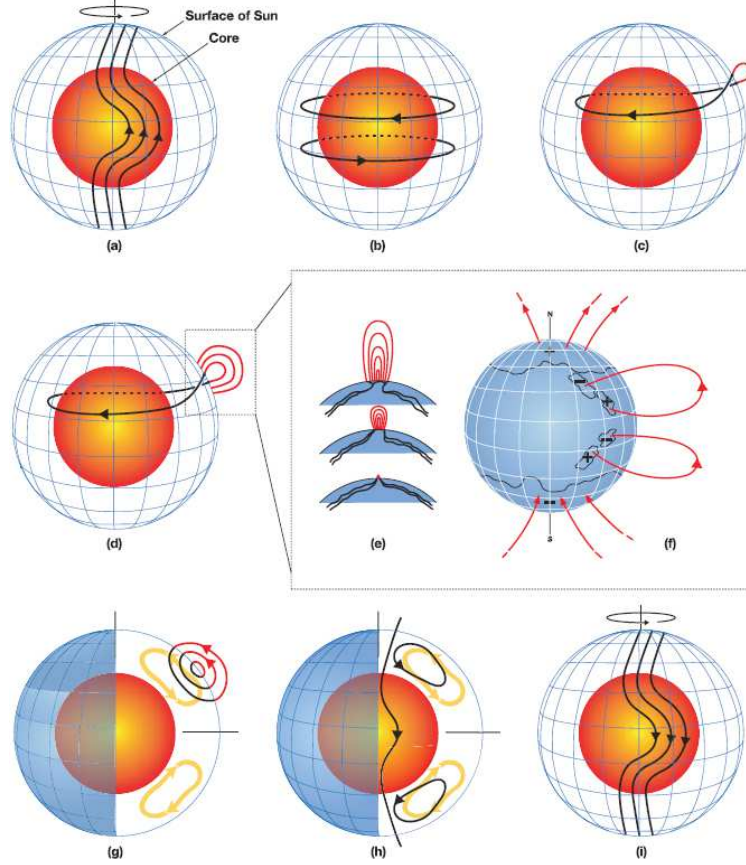 Surface of Sun
Core
(a)
(b)
(c)
(d)
(e)
N
S
(f)
(g)
(h)
(i)